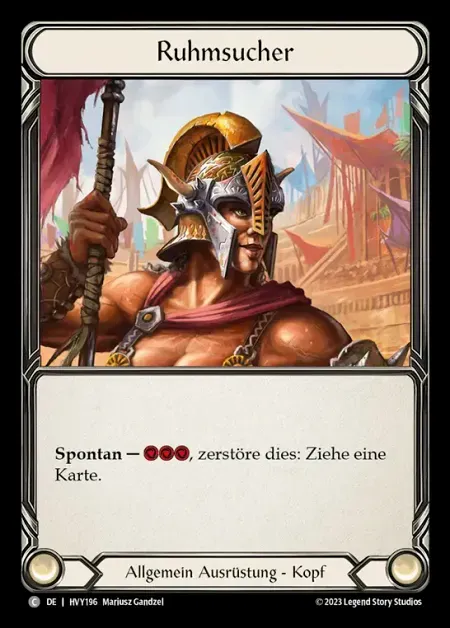 Ruhmsucher
Spontan — , zerstöre dies: Ziehe eine
Karte.
Allgemein Ausrüstung - Kopf
C DE | HVY196 Mariusz Gandzel © 2023 Legend Story Studios